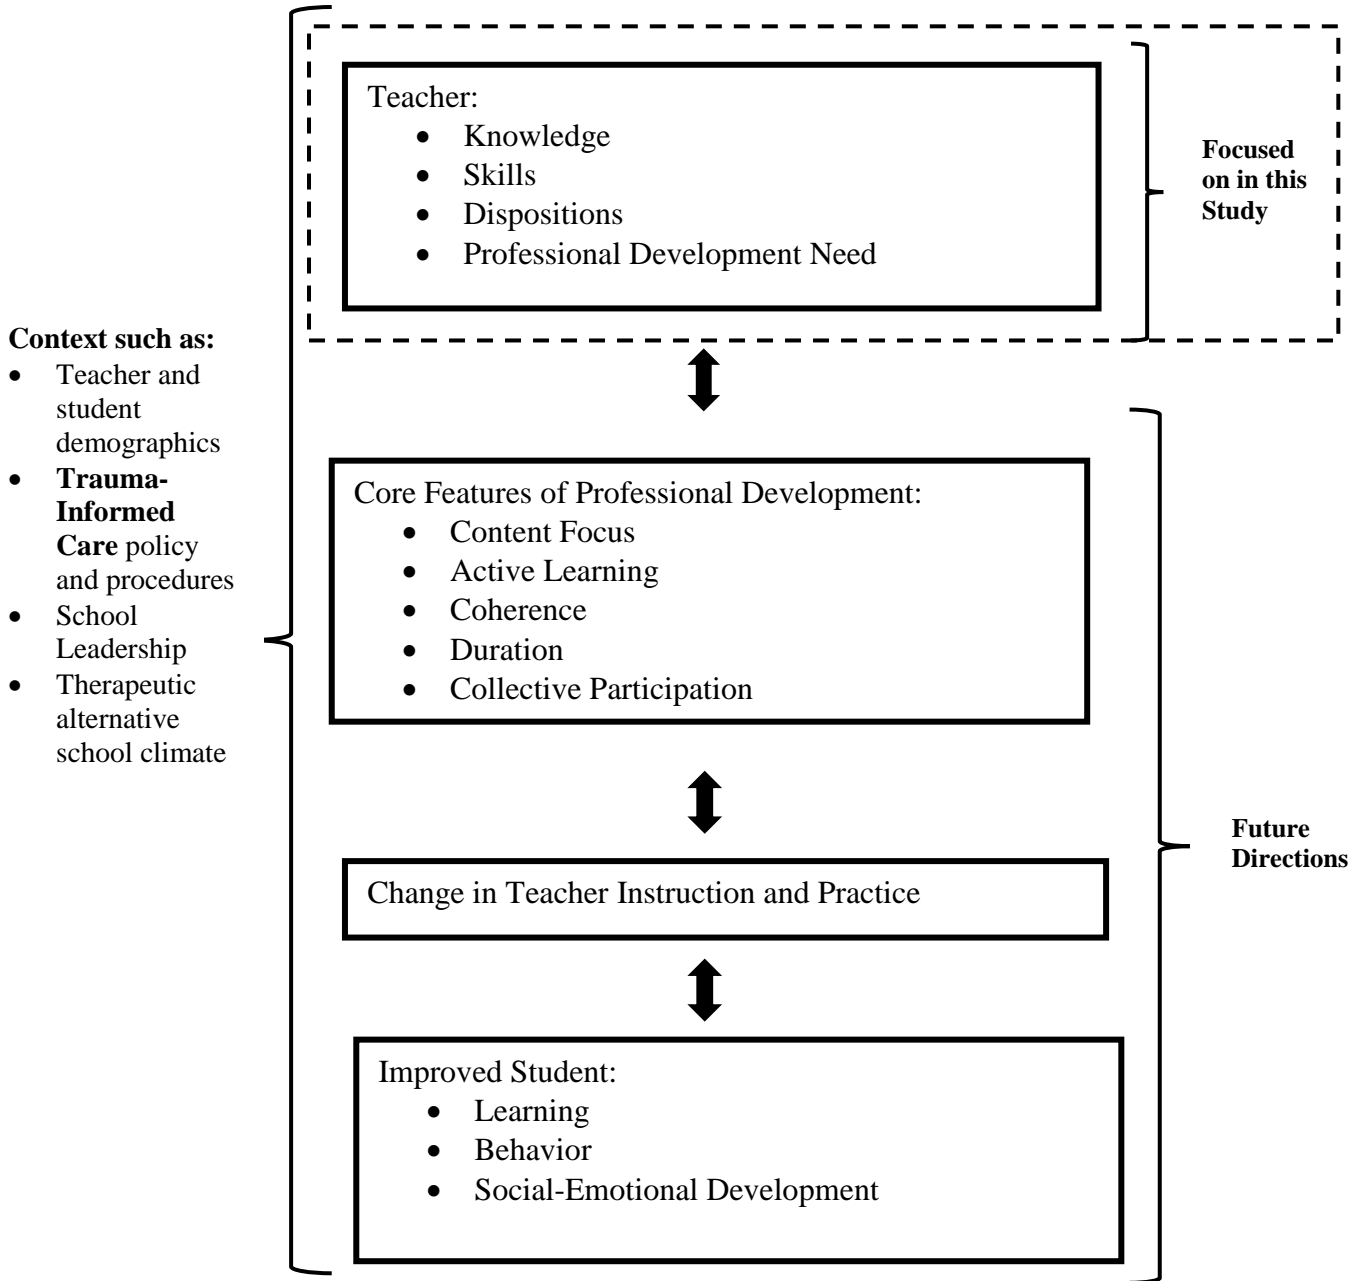 Teacher:
• Knowledge
• Skills
• Dispositions
• Professional Development Need
Focused
on in this
Study
Context such as:
• Teacher and
student
demographics
• Trauma-
Informed
Care policy
and procedures
• School
Leadership
• Therapeutic
alternative
school climate
Core Features of Professional Development:
• Content Focus
• Active Learning
• Coherence
• Duration
• Collective Participation
Change in Teacher Instruction and Practice
Improved Student:
• Learning
• Behavior
• Social-Emotional Development
Future
Directions